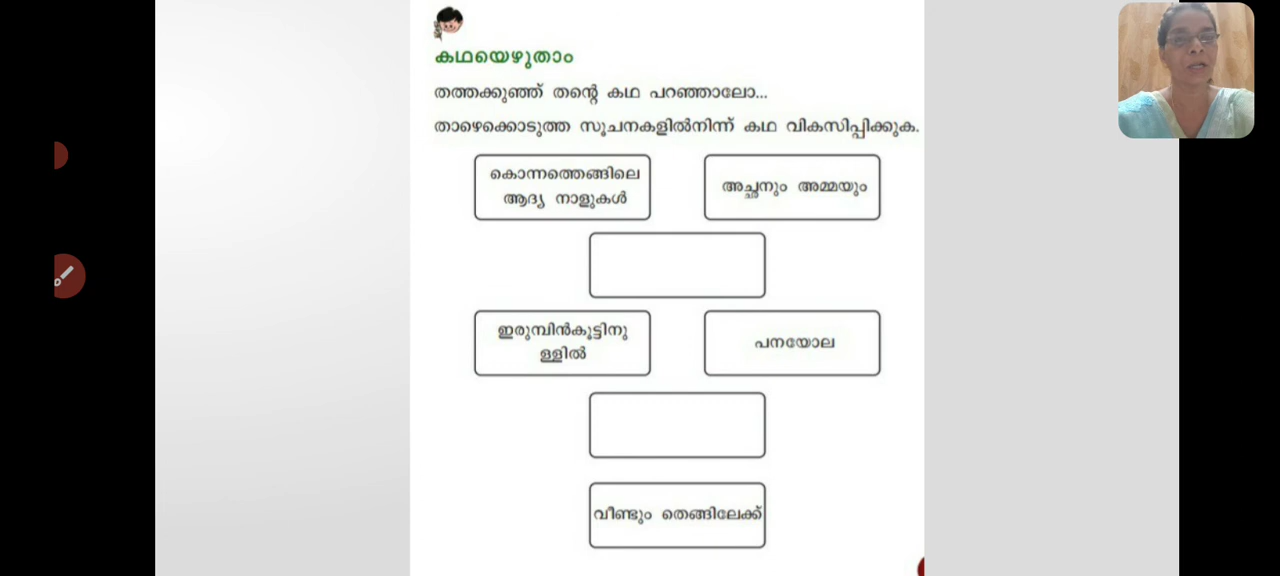 കഥയെഴുതാം
തത്തക്കുഞ്ഞ് തന്റെ കഥ പറഞ്ഞാലോ...
താഴെക്കൊടുത്ത സൂചനകളിൽനിന്ന് കഥ വികസിപ്പിക്കുക.
കൊന്നത്തെങ്ങിലെ
ആദ്യ നാളുകൾ
അച്ഛനും അമ്മയും
ഇരുമ്പിൻകൂട്ടിനു
ള്ളിൽ
പനയോല
വീണ്ടും തെങ്ങിലേക്ക്